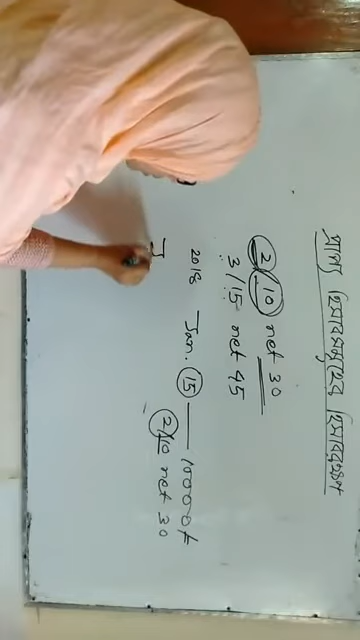 প্রাপ্য হিসাবসমূহের হিসাবরক্ষণ
2/10 net 30
3/15 net 45
2018 Jan. 15 — 10000/-
2/10 net 30
J